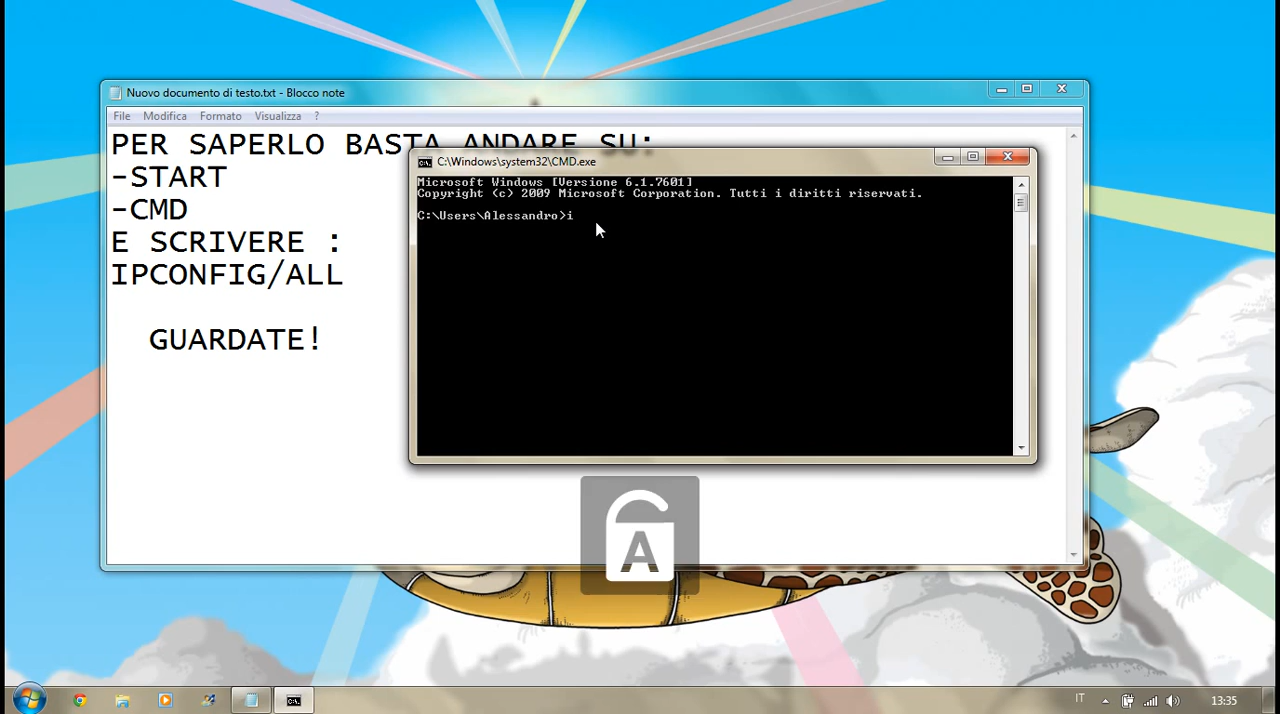 Nuovo documento di testo.txt - Blocco note
File Modifica Formato Visualizza ?
PER SAPERLO BASTA ANDARE SU:
-START
-CMD
E SCRIVERE :
IPCONFIG/ALL
GUARDATE!
C:\Windows\system32\CMD.exe
Microsoft Windows [Versione 6.1.7601]
Copyright (c) 2009 Microsoft Corporation. Tutti i diritti riservati.
C:\Users\Alessandro>i
A
IT
13:35